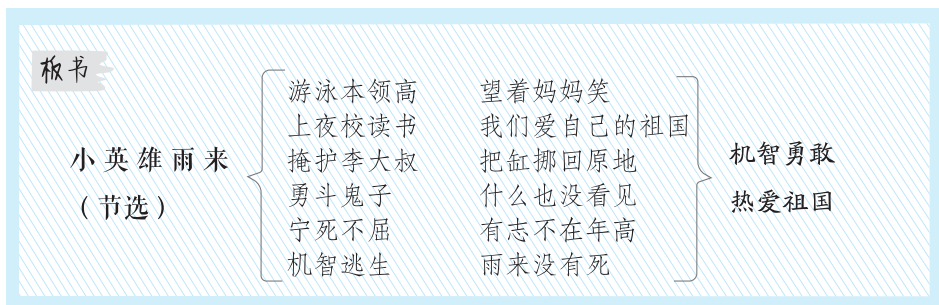 板书
小英雄雨来
（节选）
游泳本领高 望着妈妈笑
上夜校读书 我们爱自己的祖国
掩护李大叔 把缸挪回原地
勇斗鬼子 什么也没看见
宁死不屈 有志不在年高
机智逃生 雨来没有死
机智勇敢
热爱祖国